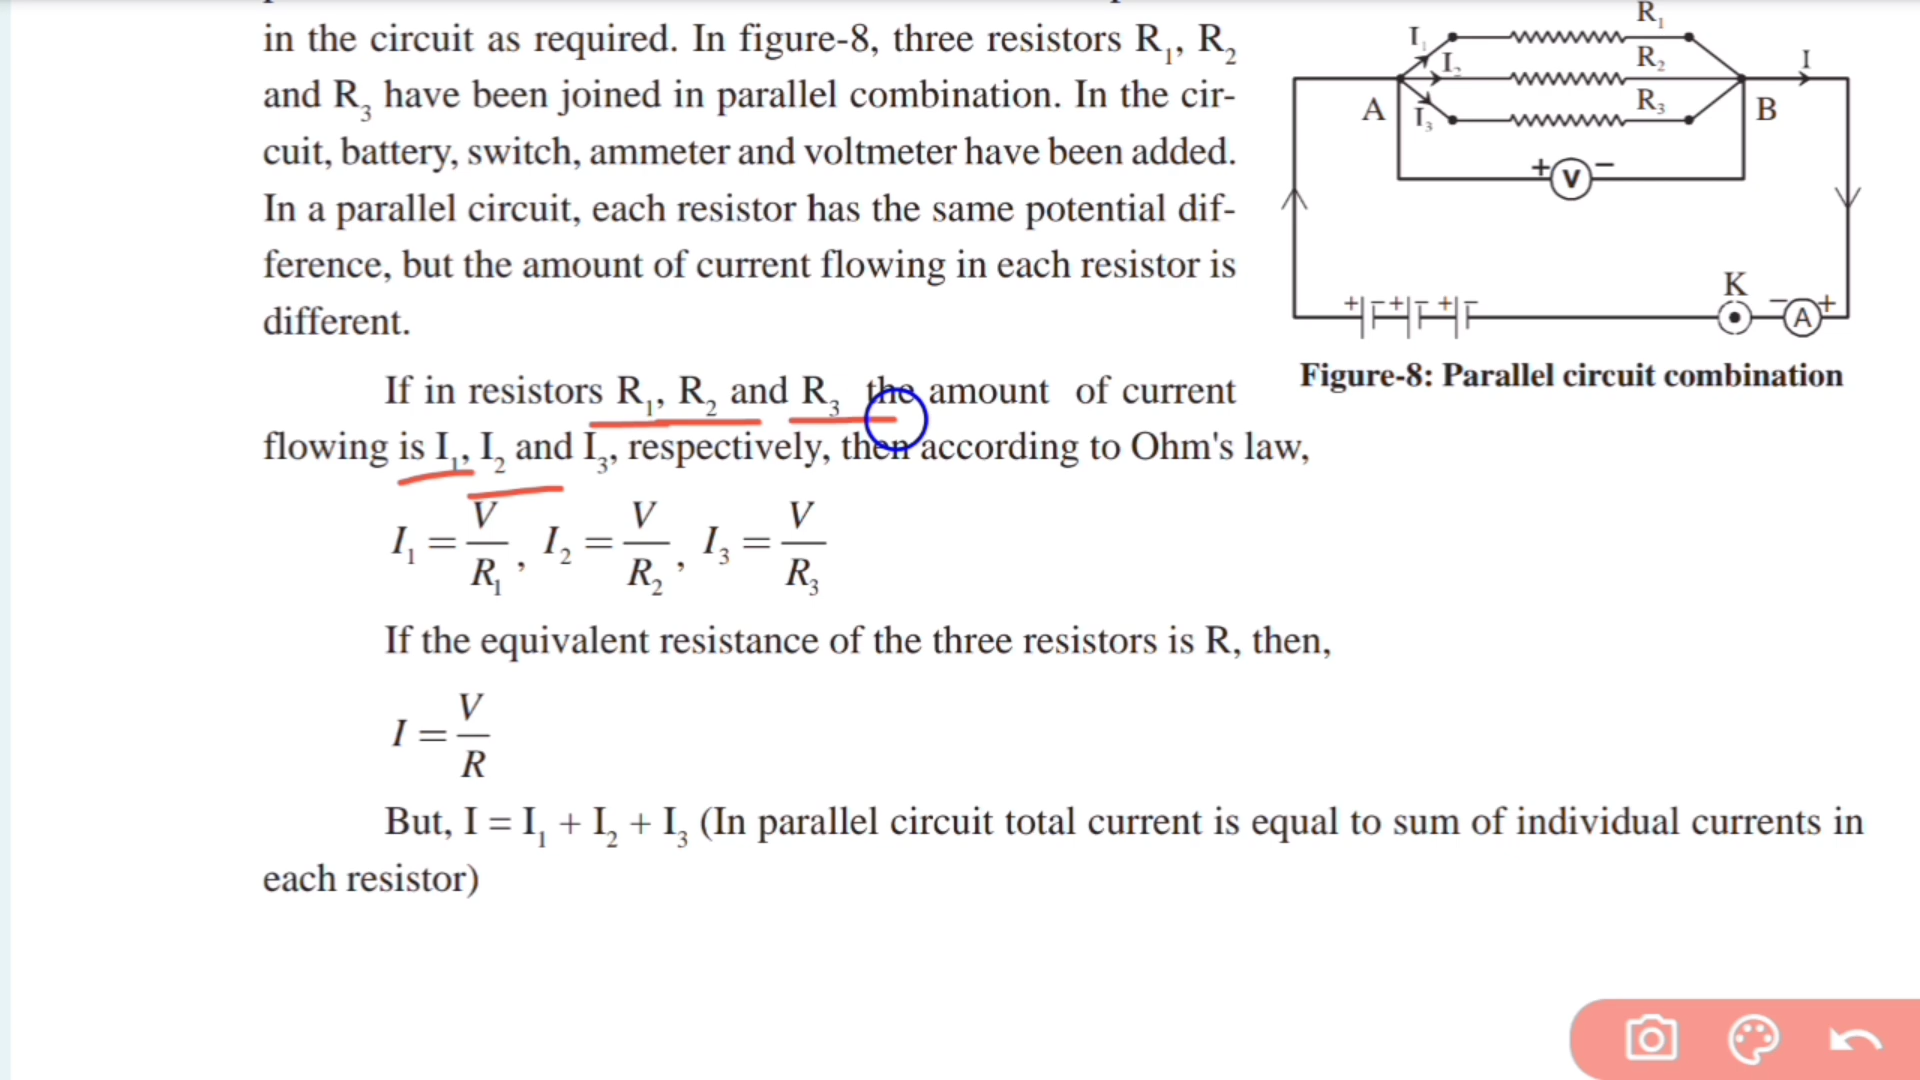 in the circuit as required. In figure-8, three resistors R₁, R₂
and R₃ have been joined in parallel combination. In the cir-
cuit, battery, switch, ammeter and voltmeter have been added.
In a parallel circuit, each resistor has the same potential dif-
ference, but the amount of current flowing in each resistor is
different.
R₁
I₁
R₂
I₂
I
R₃
A
I₃
B
+ V −
K
+ − + − + −
− A +
Figure-8: Parallel circuit combination
If in resistors R₁, R₂ and R₃ the amount of current
flowing is I₁, I₂ and I₃, respectively, then according to Ohm's law,
I₁ = V/R₁ , I₂ = V/R₂ , I₃ = V/R₃
If the equivalent resistance of the three resistors is R, then,
I = V/R
But, I = I₁ + I₂ + I₃ (In parallel circuit total current is equal to sum of individual currents in
each resistor)